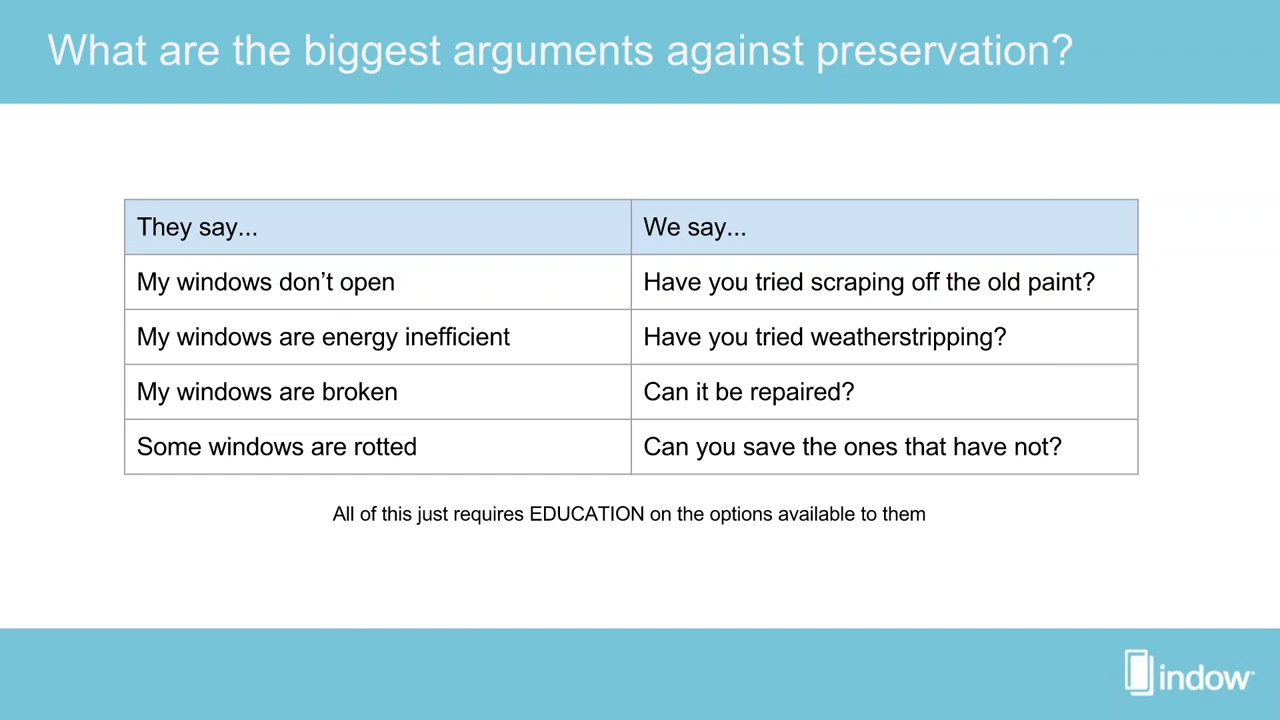 What are the biggest arguments against preservation?
They say... We say...
My windows don’t open Have you tried scraping off the old paint?
My windows are energy inefficient Have you tried weatherstripping?
My windows are broken Can it be repaired?
Some windows are rotted Can you save the ones that have not?
All of this just requires EDUCATION on the options available to them
indow